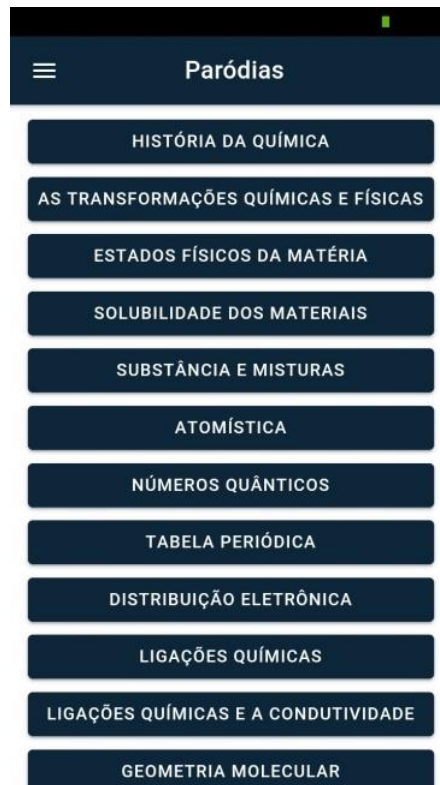 Paródias
HISTÓRIA DA QUÍMICA
AS TRANSFORMAÇÕES QUÍMICAS E FÍSICAS
ESTADOS FÍSICOS DA MATÉRIA
SOLUBILIDADE DOS MATERIAIS
SUBSTÂNCIA E MISTURAS
ATOMÍSTICA
NÚMEROS QUÂNTICOS
TABELA PERIÓDICA
DISTRIBUIÇÃO ELETRÔNICA
LIGAÇÕES QUÍMICAS
LIGAÇÕES QUÍMICAS E A CONDUTIVIDADE
GEOMETRIA MOLECULAR